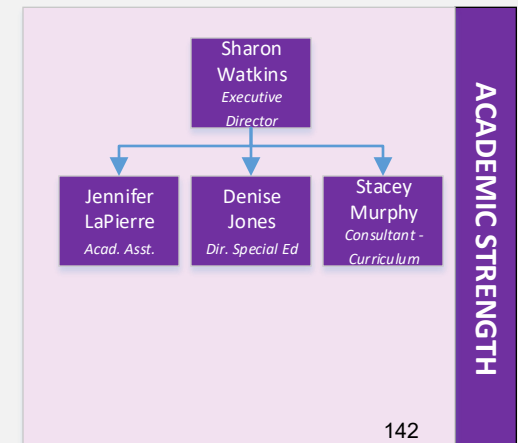 Sharon
Watkins
Executive
Director
Jennifer
LaPierre
Acad. Asst.
Denise
Jones
Dir. Special Ed
Stacey
Murphy
Consultant -
Curriculum
ACADEMIC STRENGTH
142